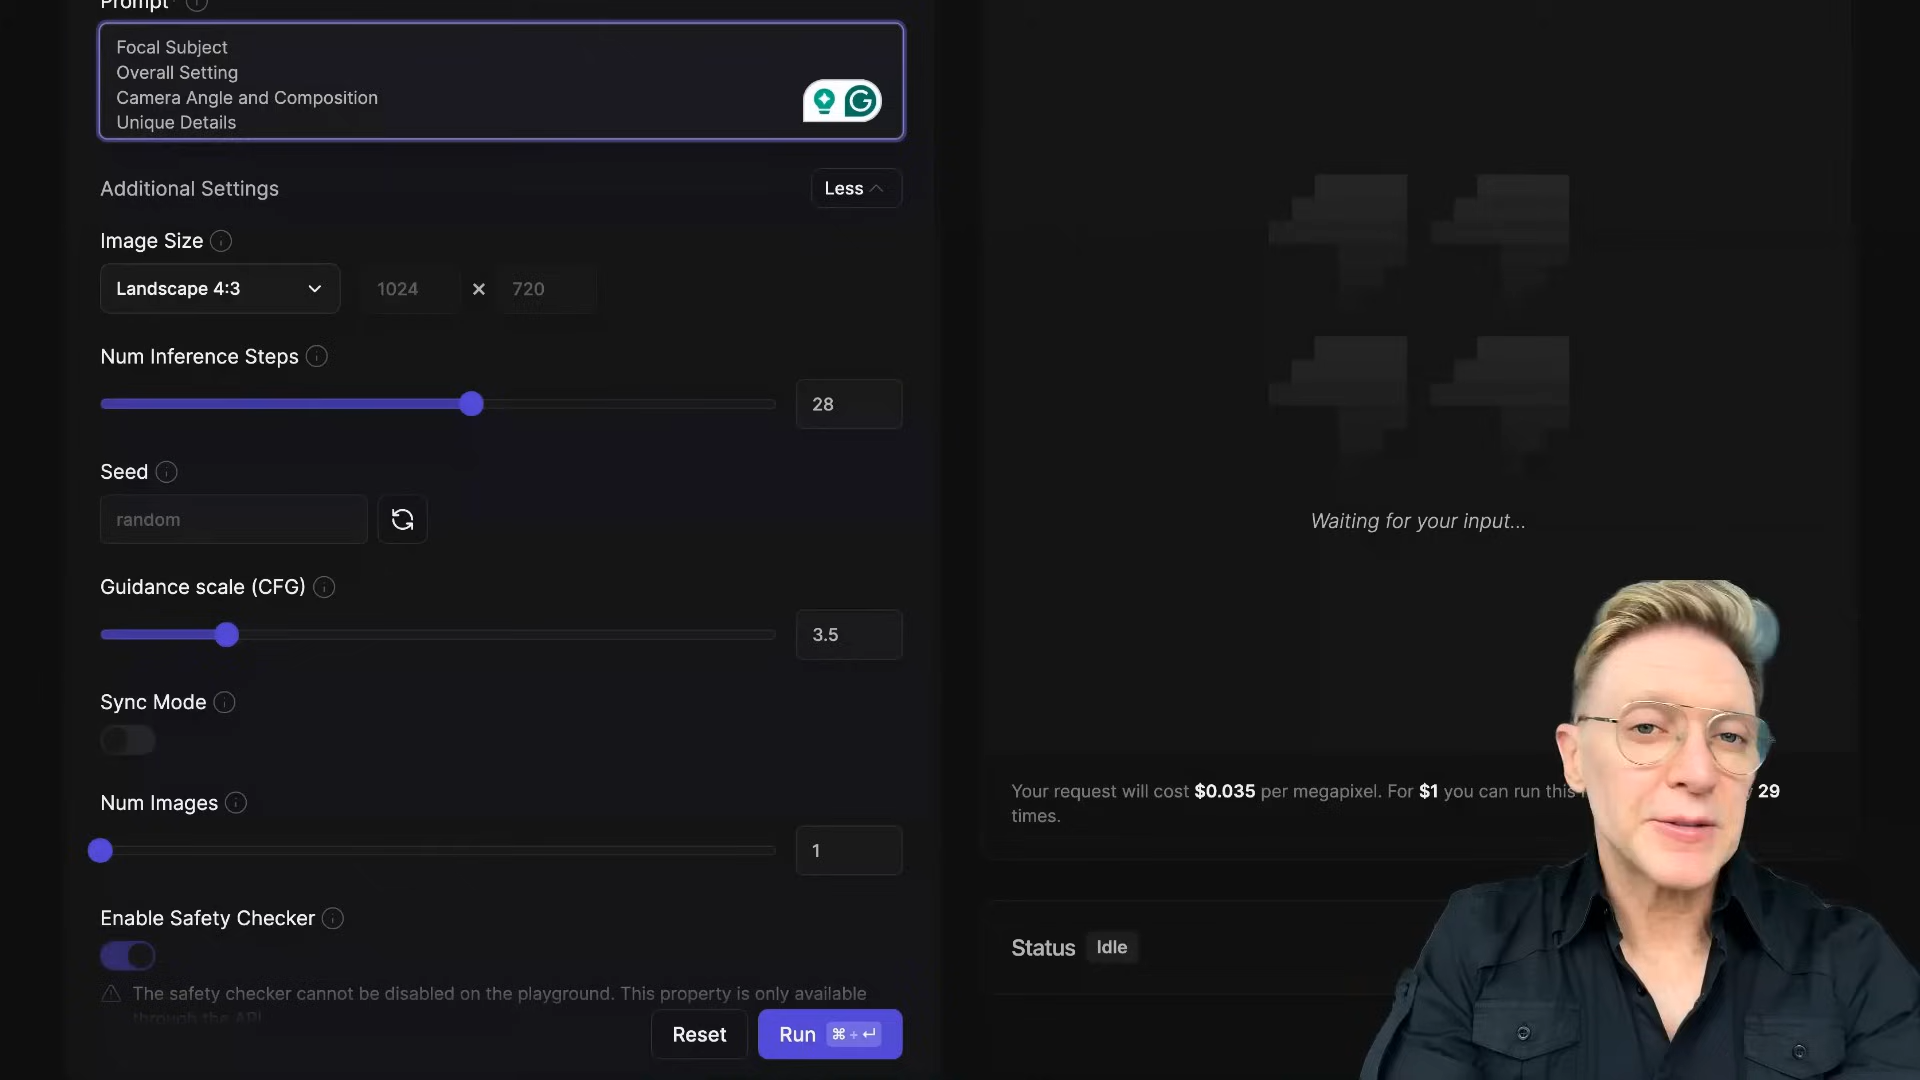 Prompt
Focal Subject
Overall Setting
Camera Angle and Composition
Unique Details
Additional Settings
Less
Image Size
Landscape 4:3
1024 × 720
Num Inference Steps
28
Seed
random
Guidance scale (CFG)
3.5
Sync Mode
Num Images
1
Enable Safety Checker
The safety checker cannot be disabled on the playground. This property is only available
through the API
Reset
Run ⌘ + ↵
Waiting for your input...
Your request will cost $0.035 per megapixel. For $1 you can run this 29
times.
Status Idle